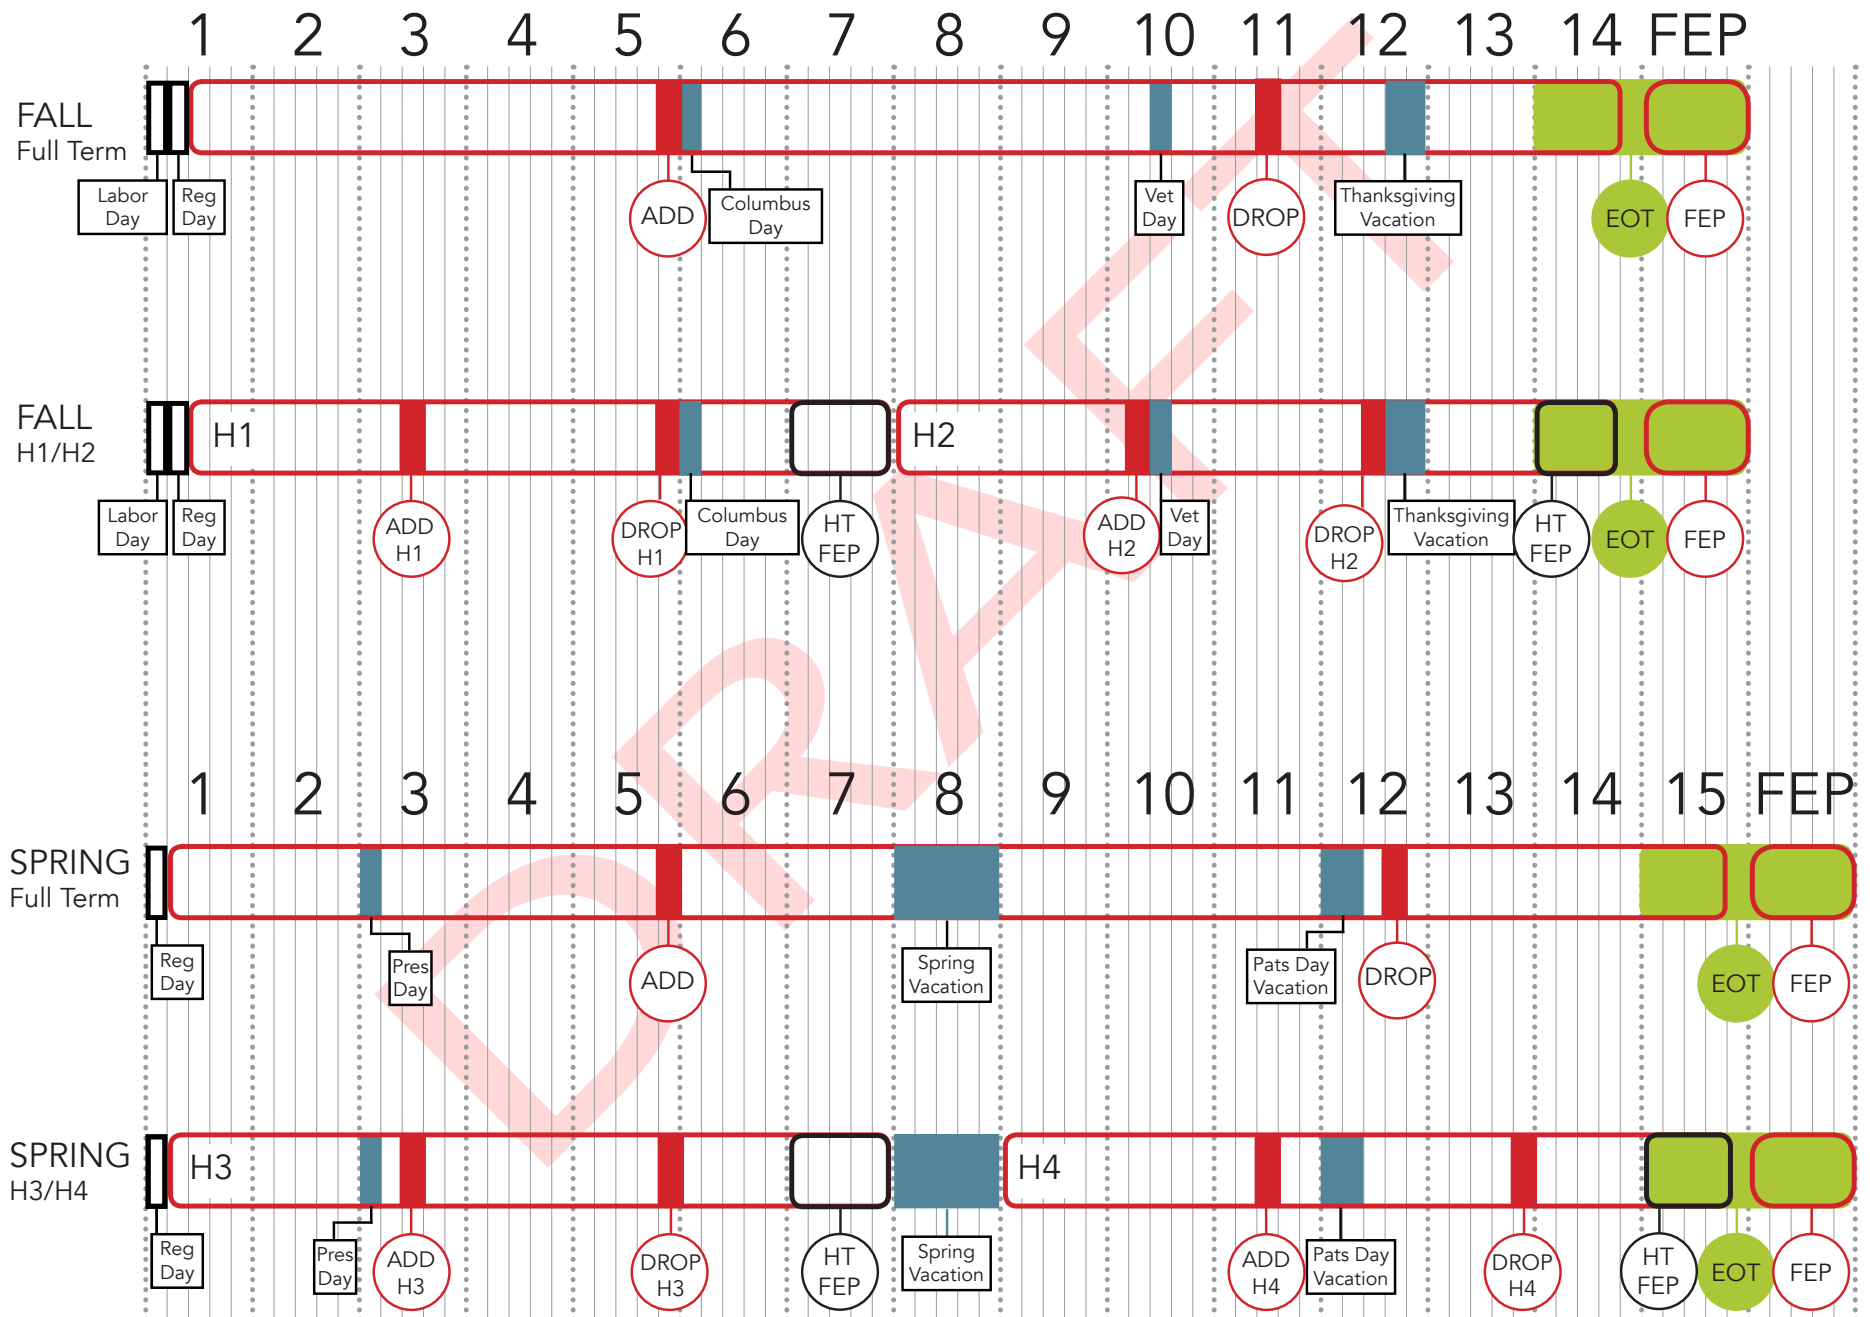 1 2 3 4 5 6 7 8 9 10 11 12 13 14 FEP
FALL
Full Term
Labor
Day
Reg
Day
ADD
Columbus
Day
Vet
Day
DROP
Thanksgiving
Vacation
EOT
FEP
FALL
H1/H2
H1
H2
Labor
Day
Reg
Day
ADD
H1
DROP
H1
Columbus
Day
HT
FEP
ADD
H2
Vet
Day
DROP
H2
Thanksgiving
Vacation
HT
FEP
EOT
FEP
DRAFT
1 2 3 4 5 6 7 8 9 10 11 12 13 14 15 FEP
SPRING
Full Term
Reg
Day
Pres
Day
ADD
Spring
Vacation
Pats Day
Vacation
DROP
EOT
FEP
SPRING
H3/H4
H3
H4
Reg
Day
Pres
Day
ADD
H3
DROP
H3
HT
FEP
Spring
Vacation
ADD
H4
Pats Day
Vacation
DROP
H4
HT
FEP
EOT
FEP